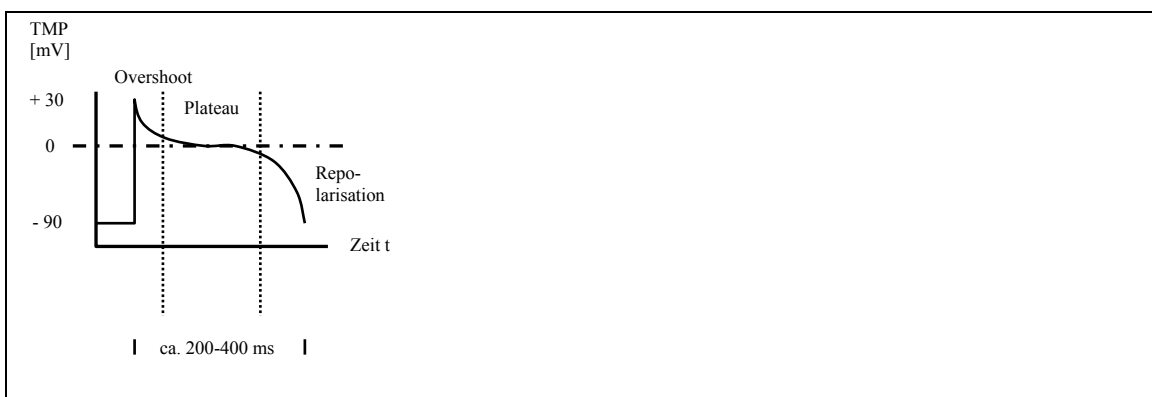 TMP
[mV]
Overshoot
+ 30
Plateau
0
Repo-
larisation
- 90
Zeit t
ca. 200-400 ms